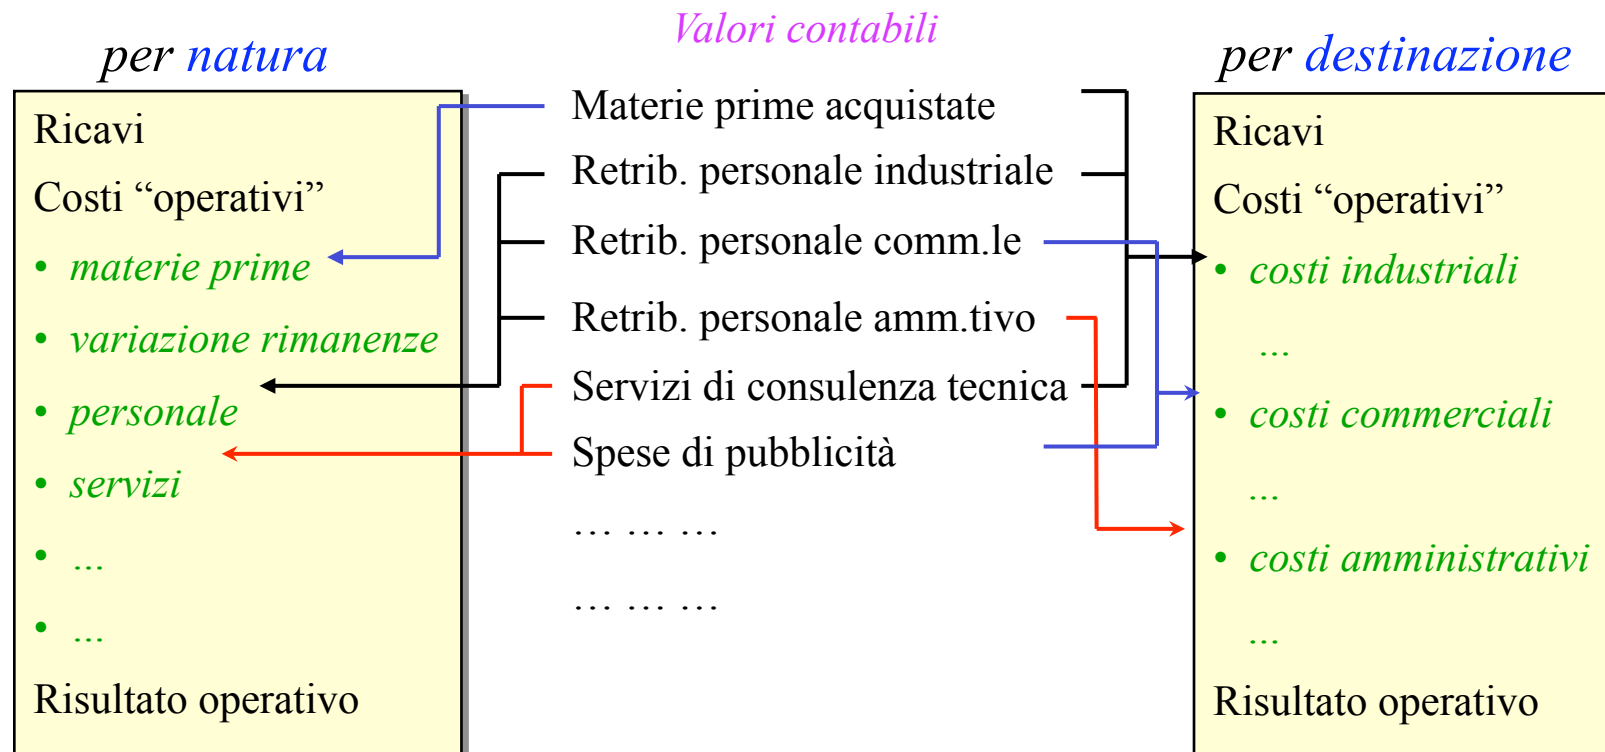 Valori contabili
per natura
Ricavi
Costi “operativi”
• materie prime
• variazione rimanenze
• personale
• servizi
• ...
• ...
Risultato operativo
Materie prime acquistate
Retrib. personale industriale
Retrib. personale comm.le
Retrib. personale amm.tivo
Servizi di consulenza tecnica
Spese di pubblicità
… … …
… … …
per destinazione
Ricavi
Costi “operativi”
• costi industriali
...
• costi commerciali
...
• costi amministrativi
...
Risultato operativo